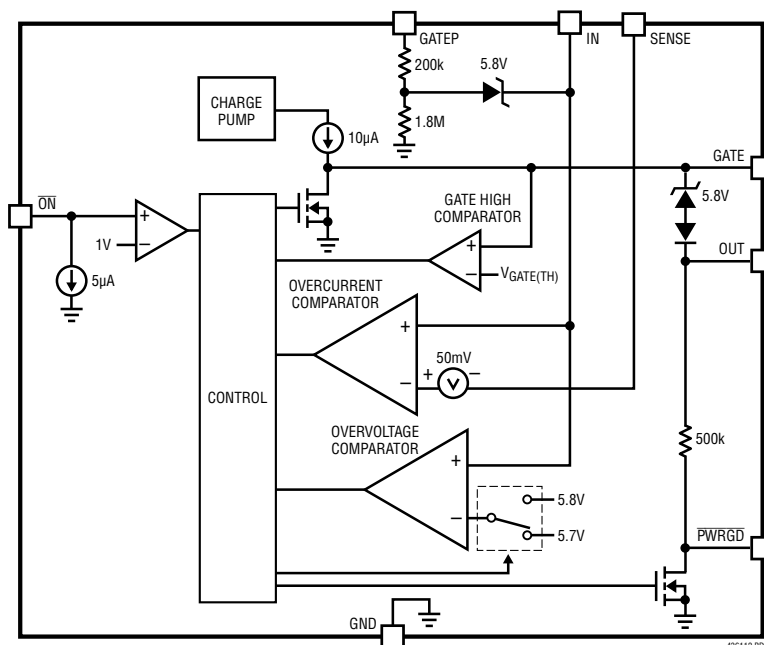 GATEP
IN
SENSE
200k
5.8V
1.8M
CHARGE
PUMP
10µA
GATE
ON
+
1V
−
5µA
GATE HIGH
COMPARATOR
+
−
VGATE(TH)
5.8V
OUT
OVERCURRENT
COMPARATOR
+
−
50mV
+
−
V
CONTROL
OVERVOLTAGE
COMPARATOR
+
−
5.8V
5.7V
500k
PWRGD
GND